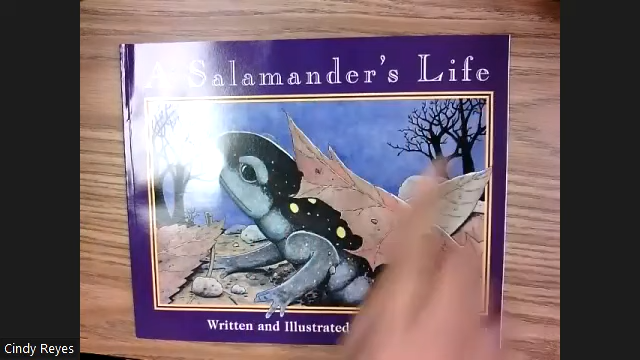 A Salamander's Life
Written and Illustrated
Cindy Reyes